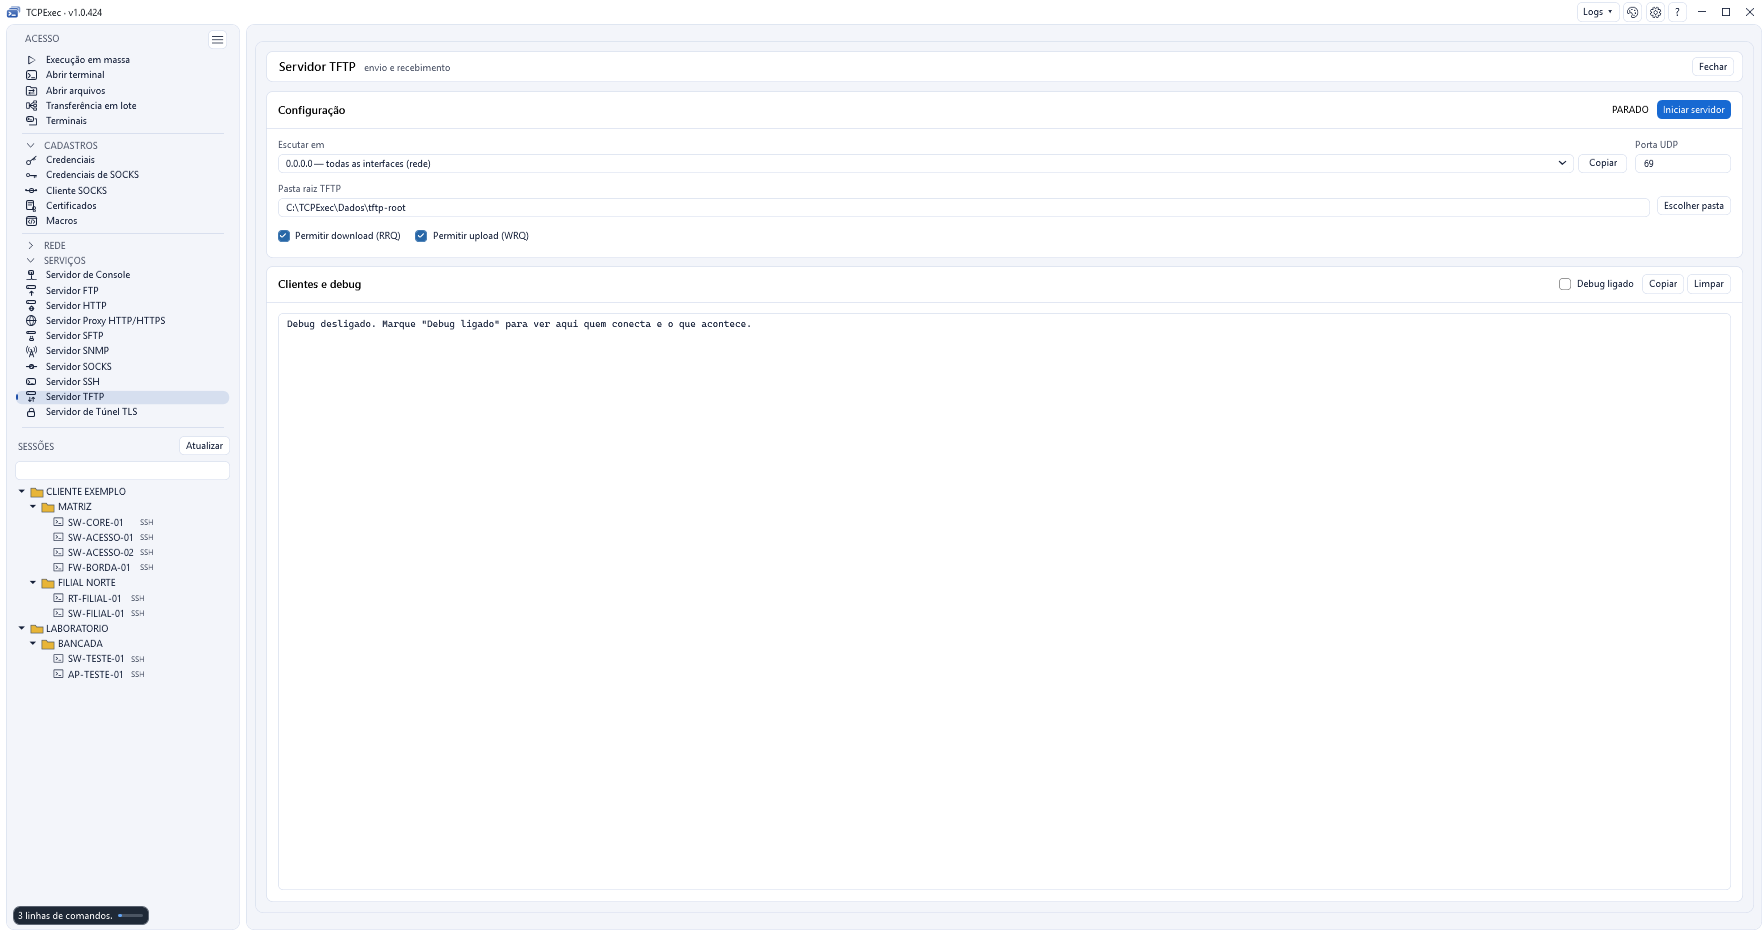 TCPExec - v1.0.424
Logs
?
ACESSO
Execução em massa
Abrir terminal
Abrir arquivos
Transferência em lote
Terminais
CADASTROS
Credenciais
Credenciais de SOCKS
Cliente SOCKS
Certificados
Macros
REDE
SERVIÇOS
Servidor de Console
Servidor FTP
Servidor HTTP
Servidor Proxy HTTP/HTTPS
Servidor SFTP
Servidor SNMP
Servidor SOCKS
Servidor SSH
Servidor TFTP
Servidor de Túnel TLS
SESSÕES
Atualizar
CLIENTE EXEMPLO
MATRIZ
SW-CORE-01 SSH
SW-ACESSO-01 SSH
SW-ACESSO-02 SSH
FW-BORDA-01 SSH
FILIAL NORTE
RT-FILIAL-01 SSH
SW-FILIAL-01 SSH
LABORATORIO
BANCADA
SW-TESTE-01 SSH
AP-TESTE-01 SSH
3 linhas de comandos.
Servidor TFTP envio e recebimento
Fechar
Configuração
PARADO Iniciar servidor
Escutar em
Porta UDP
0.0.0.0 — todas as interfaces (rede)
Copiar
69
Pasta raiz TFTP
C:\TCPExec\Dados\tftp-root
Escolher pasta
Permitir download (RRQ) Permitir upload (WRQ)
Clientes e debug
Debug ligado Copiar Limpar
Debug desligado. Marque "Debug ligado" para ver aqui quem conecta e o que acontece.